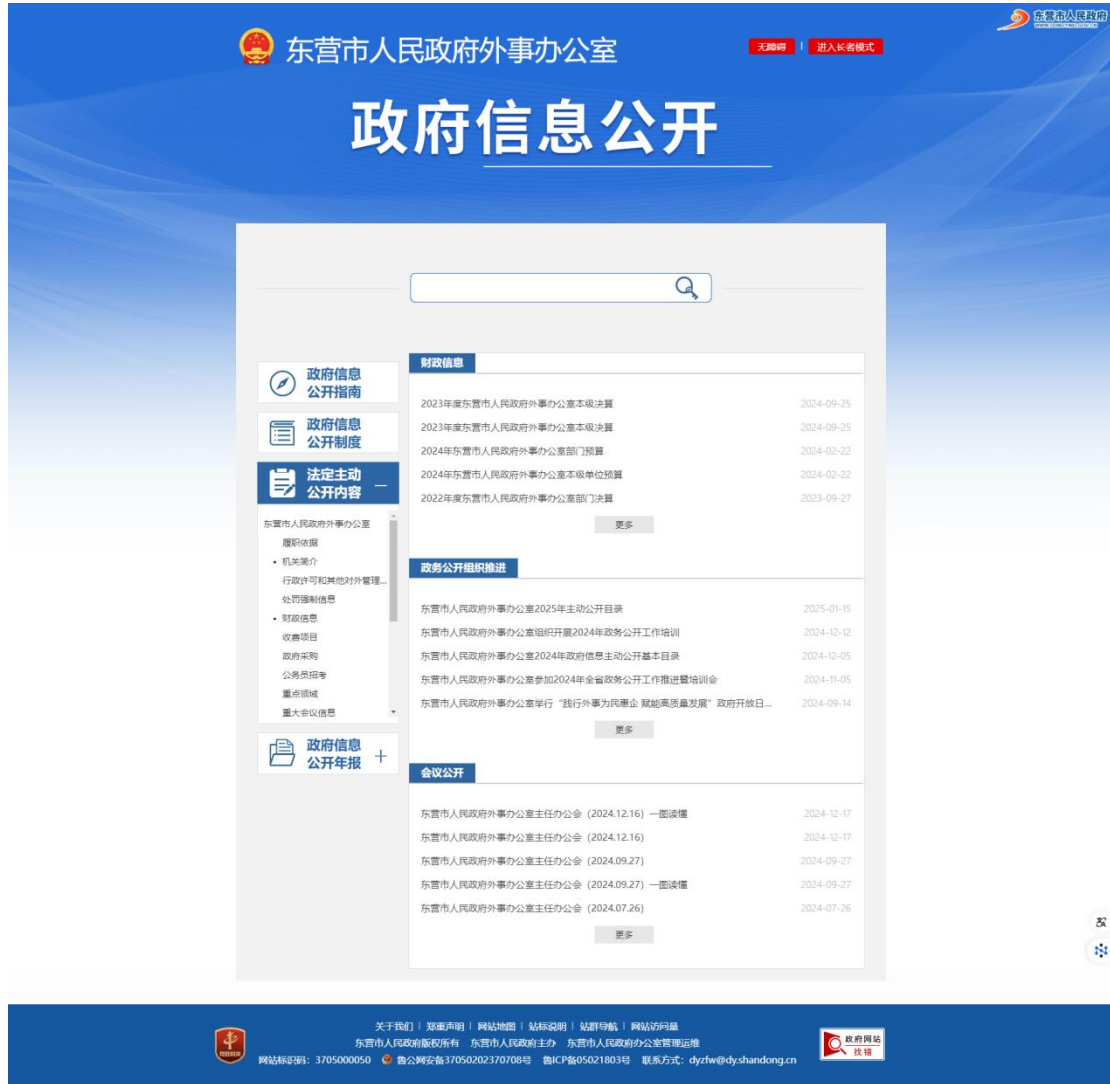 东营市人民政府
东营市人民政府外事办公室
无障碍 | 进入长者模式
政府信息公开
政府信息
公开指南
政府信息
公开制度
法定主动
公开内容
东营市人民政府外事办公室
履职依据
• 机关简介
行政许可和其他对外管理...
处罚强制信息
• 财政信息
收费项目
政府采购
公务员招考
重点领域
重大会议信息
政府信息
公开年报
财政信息
2023年度东营市人民政府外事办公室本级决算 2024-09-25
2023年度东营市人民政府外事办公室本级决算 2024-09-25
2024年东营市人民政府外事办公室部门预算 2024-02-22
2024年东营市人民政府外事办公室本级单位预算 2024-02-22
2022年度东营市人民政府外事办公室部门决算 2023-09-27
更多
政务公开组织推进
东营市人民政府外事办公室2025年主动公开目录 2025-01-15
东营市人民政府外事办公室组织开展2024年政务公开工作培训 2024-12-12
东营市人民政府外事办公室2024年政府信息主动公开基本目录 2024-12-05
东营市人民政府外事办公室参加2024年全省政务公开工作推进暨培训会 2024-11-05
东营市人民政府外事办公室举行“践行外事为民惠企 赋能高质量发展”政府开放日... 2024-09-14
更多
会议公开
东营市人民政府外事办公室主任办公会（2024.12.16）一图读懂 2024-12-17
东营市人民政府外事办公室主任办公会（2024.12.16） 2024-12-17
东营市人民政府外事办公室主任办公会（2024.09.27） 2024-09-27
东营市人民政府外事办公室主任办公会（2024.09.27）一图读懂 2024-09-27
东营市人民政府外事办公室主任办公会（2024.07.26） 2024-07-26
更多
关于我们 | 郑重声明 | 网站地图 | 站标说明 | 站群导航 | 网站访问量
东营市人民政府版权所有 东营市人民政府主办 东营市人民政府办公室管理运维
网站标识码：3705000050 鲁公网安备37050202370708号 鲁ICP备05021803号 联系方式：dyzfw@dy.shandong.cn
党政机关
政府网站
找错